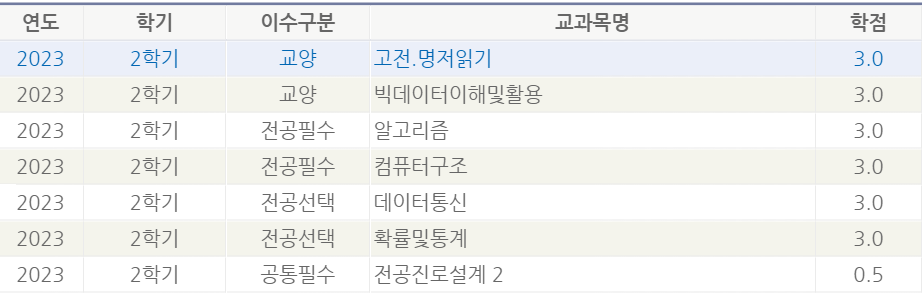 연도 학기 이수구분 교과목명 학점
2023 2학기 교양 고전.명저읽기 3.0
2023 2학기 교양 빅데이터이해및활용 3.0
2023 2학기 전공필수 알고리즘 3.0
2023 2학기 전공필수 컴퓨터구조 3.0
2023 2학기 전공선택 데이터통신 3.0
2023 2학기 전공선택 확률및통계 3.0
2023 2학기 공통필수 전공진로설계 2 0.5